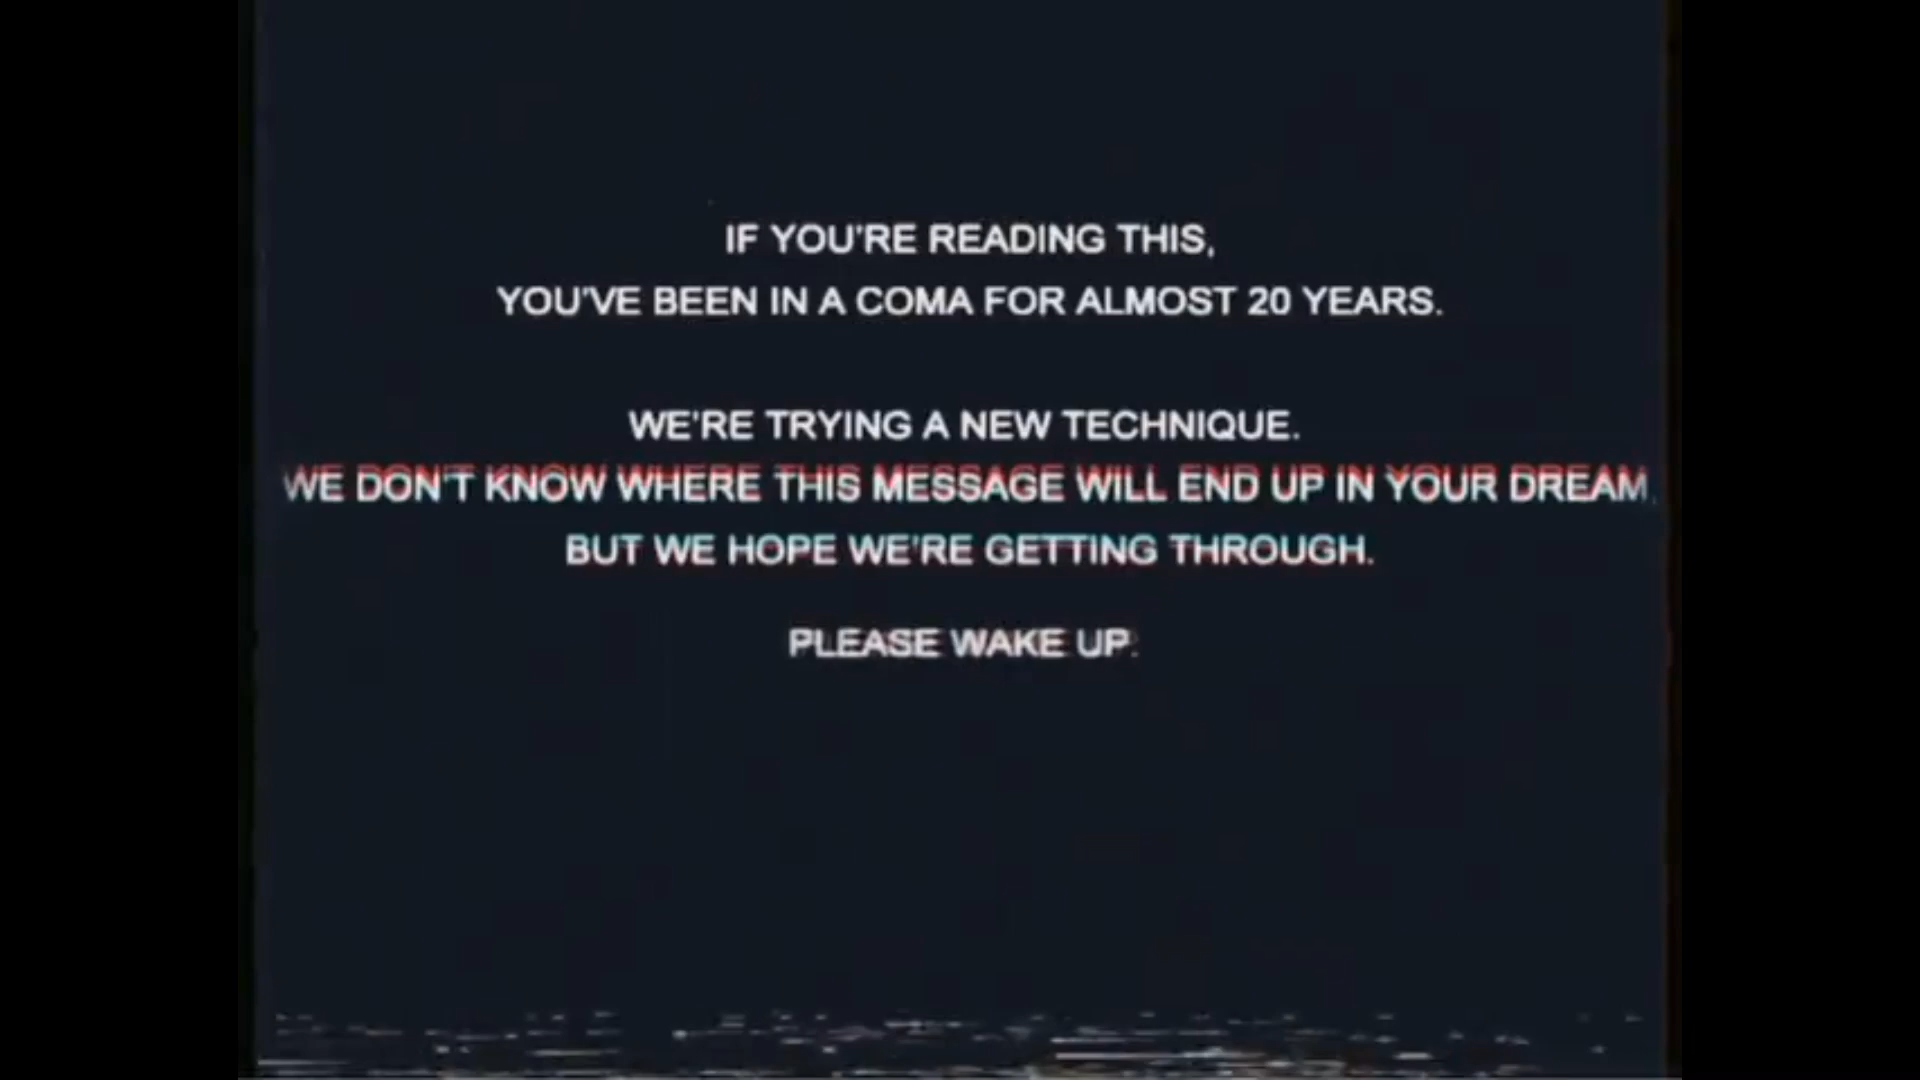 IF YOU'RE READING THIS,
YOU'VE BEEN IN A COMA FOR ALMOST 20 YEARS.
WE'RE TRYING A NEW TECHNIQUE.
WE DON'T KNOW WHERE THIS MESSAGE WILL END UP IN YOUR DREAM,
BUT WE HOPE WE'RE GETTING THROUGH.
PLEASE WAKE UP.